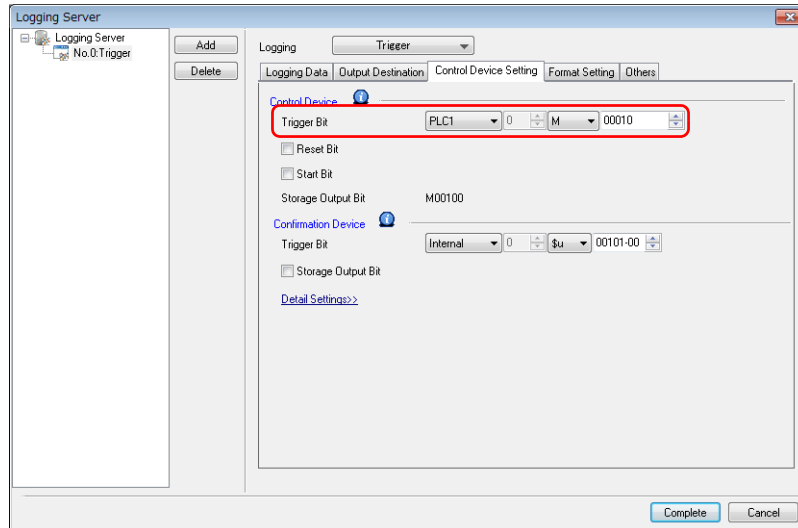 Logging Server
Logging Server
No.0:Trigger
Add
Delete
Logging Trigger
Logging Data Output Destination Control Device Setting Format Setting Others
Control Device
Trigger Bit PLC1 0 M 00010
Reset Bit
Start Bit
Storage Output Bit M00100
Confirmation Device
Trigger Bit Internal 0 $u 00101-00
Storage Output Bit
Detail Settings>>
Complete Cancel